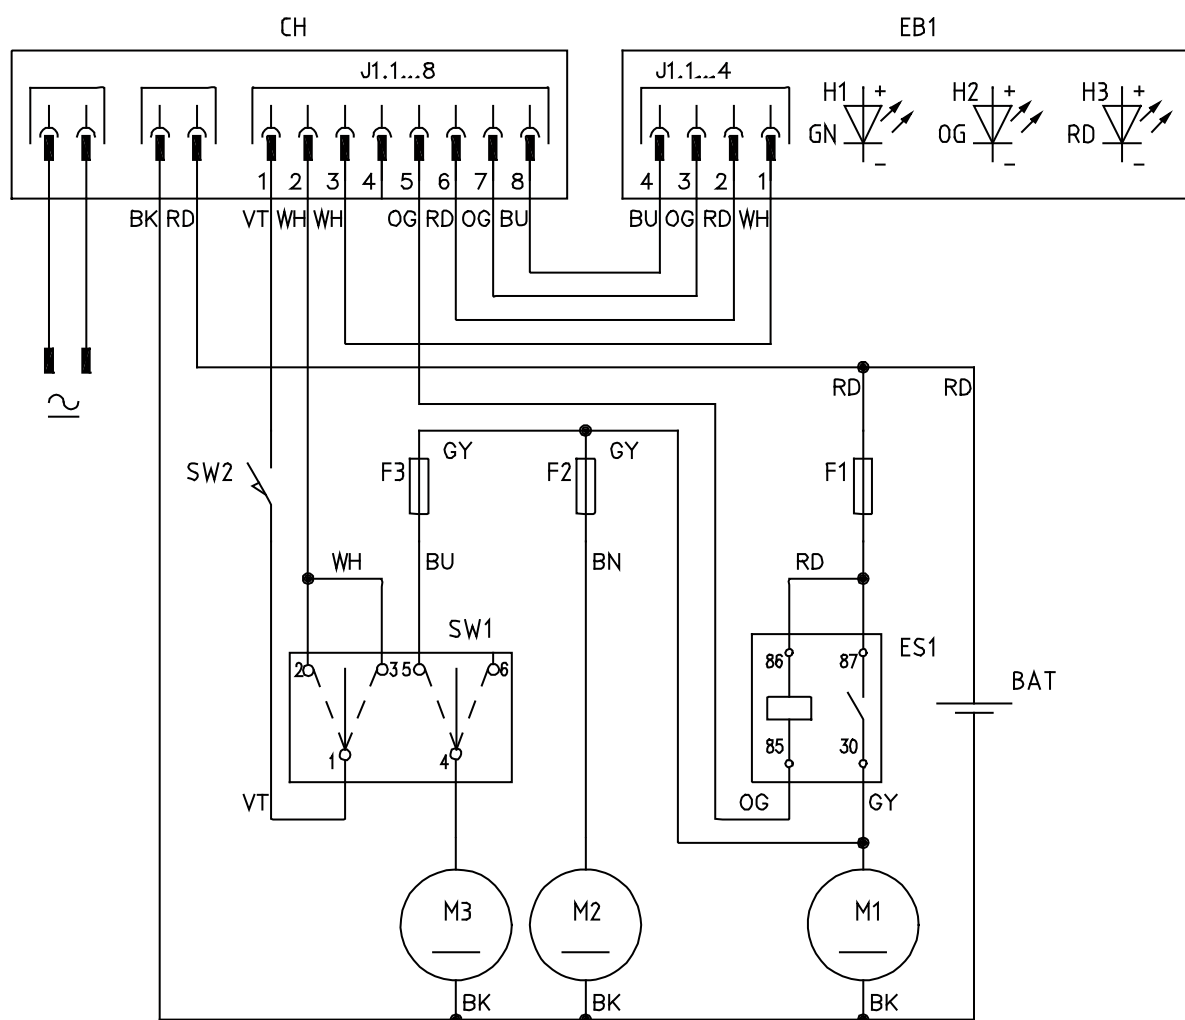 CH EB1
J1.1...8 J1.1...4
H1 + H2 + H3 +
GN OG RD
- - -
1 2 3 4 5 6 7 8 4 3 2 1
BK RD VT WH WH OG RD OG BU BU OG RD WH
RD RD
GY GY
SW2 F3 F2 F1
WH BU BN RD
SW1 ES1
2 3 5 6 86 87
BAT
1 4 85 30
VT OG GY
M3 M2 M1
BK BK BK